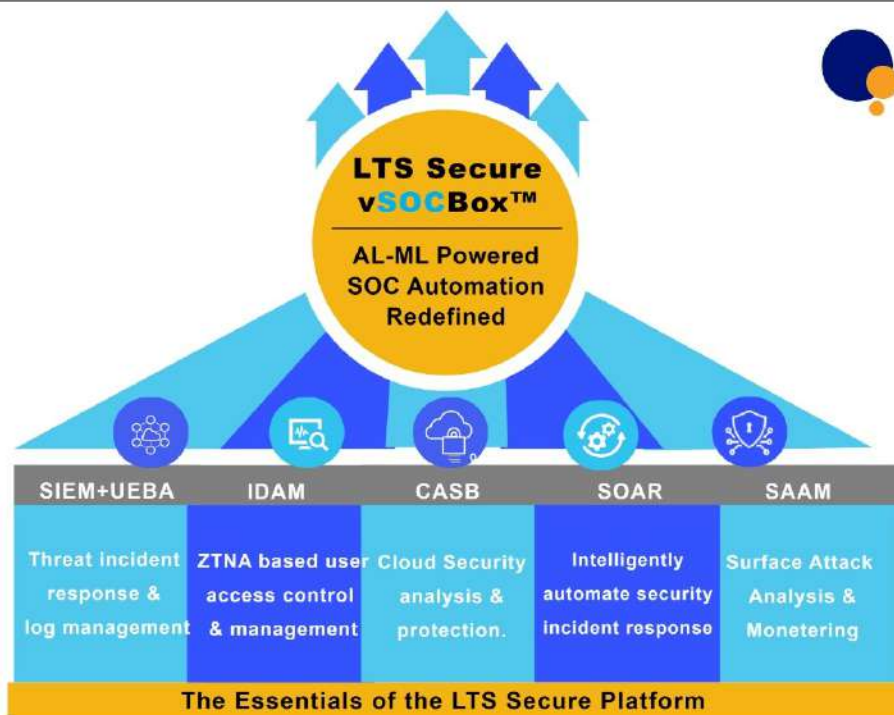 LTS Secure
vSOCBox™
AL-ML Powered
SOC Automation
Redefined
SIEM+UEBA
IDAM
CASB
SOAR
SAAM
Threat incident
response &
log management
ZTNA based user
access control
& management
Cloud Security
analysis &
protection.
Intelligently
automate security
incident response
Surface Attack
Analysis &
Monetering
The Essentials of the LTS Secure Platform